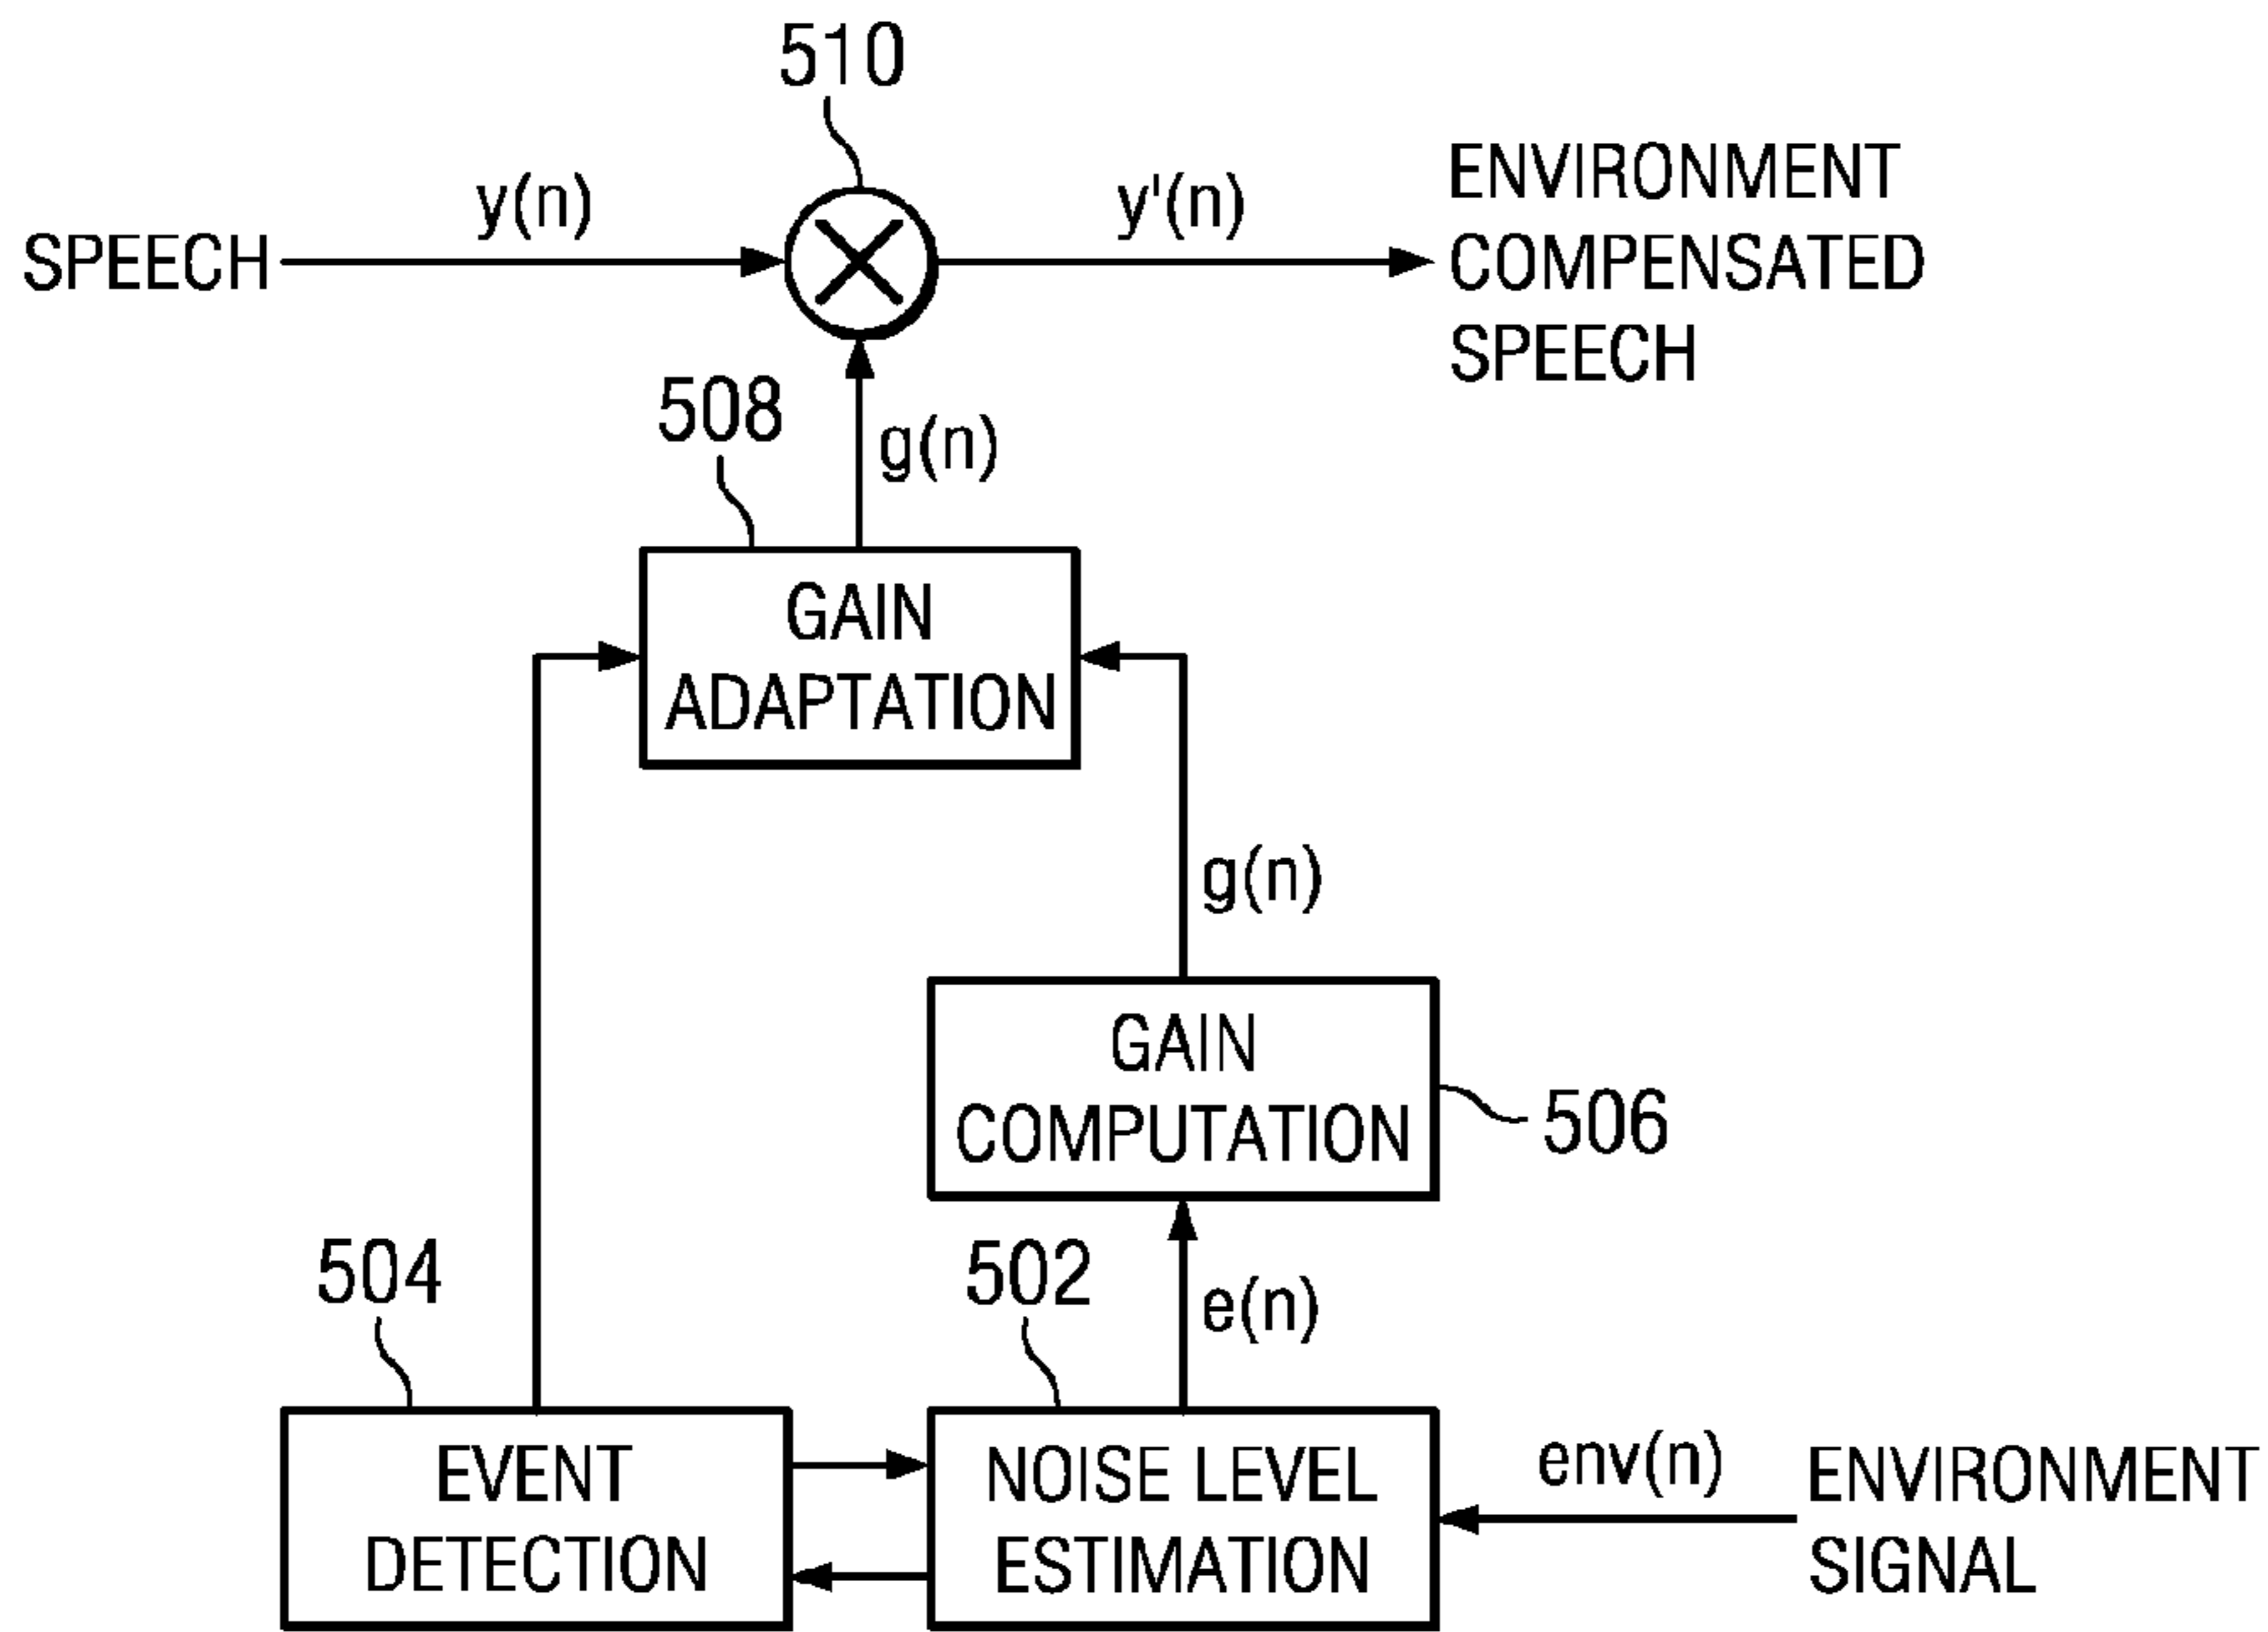 510
SPEECH
y(n)
y'(n)
ENVIRONMENT
COMPENSATED
SPEECH
508
g(n)
GAIN
ADAPTATION
g(n)
GAIN
COMPUTATION
506
504
502
e(n)
EVENT
DETECTION
NOISE LEVEL
ESTIMATION
env(n)
ENVIRONMENT
SIGNAL